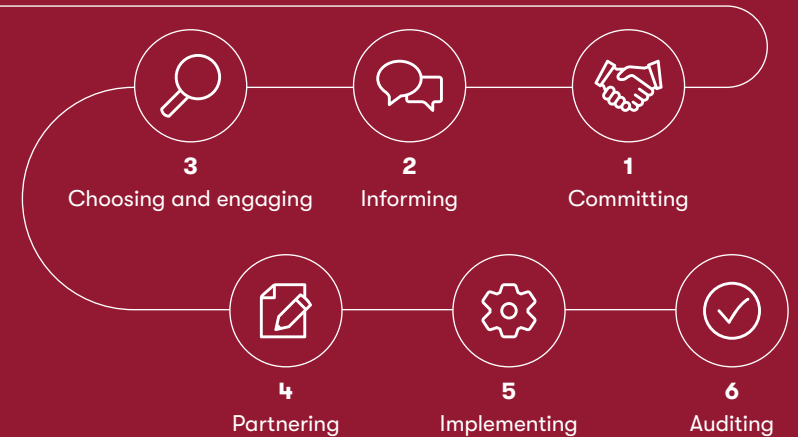 3
Choosing and engaging
2
Informing
1
Committing
4
Partnering
5
Implementing
6
Auditing